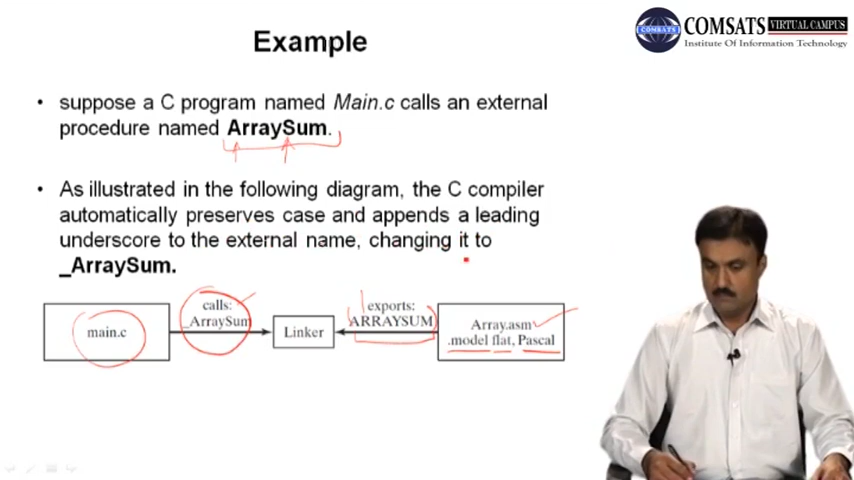 Example
COMSATS VIRTUAL CAMPUS
COMSATS
Institute Of Information Technology
• suppose a C program named Main.c calls an external
procedure named ArraySum.
• As illustrated in the following diagram, the C compiler
automatically preserves case and appends a leading
underscore to the external name, changing it to
_ArraySum.
main.c
calls:
_ArraySum
Linker
exports:
ARRAYSUM
Array.asm
.model flat, Pascal